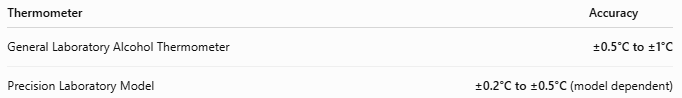 Thermometer Accuracy
General Laboratory Alcohol Thermometer ±0.5°C to ±1°C
Precision Laboratory Model ±0.2°C to ±0.5°C (model dependent)